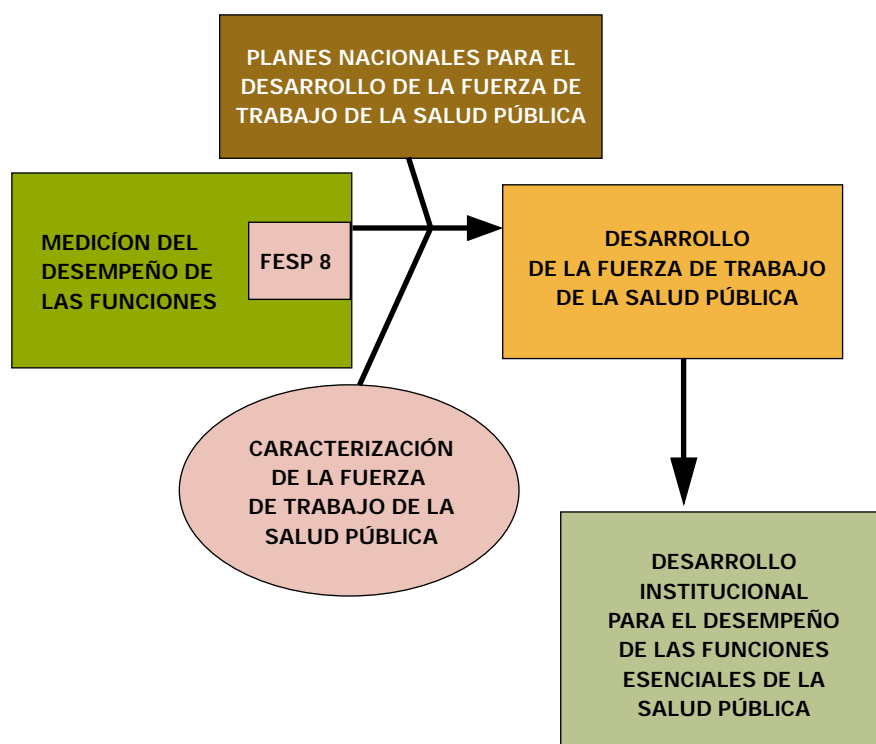 PLANES NACIONALES PARA EL
DESARROLLO DE LA FUERZA DE
TRABAJO DE LA SALUD PÚBLICA
MEDICÍON DEL
DESEMPEÑO DE
LAS FUNCIONES
FESP 8
DESARROLLO
DE LA FUERZA DE TRABAJO
DE LA SALUD PÚBLICA
CARACTERIZACIÓN
DE LA FUERZA
DE TRABAJO DE LA
SALUD PÚBLICA
DESARROLLO
INSTITUCIONAL
PARA EL DESEMPEÑO
DE LAS FUNCIONES
ESENCIALES DE LA
SALUD PÚBLICA